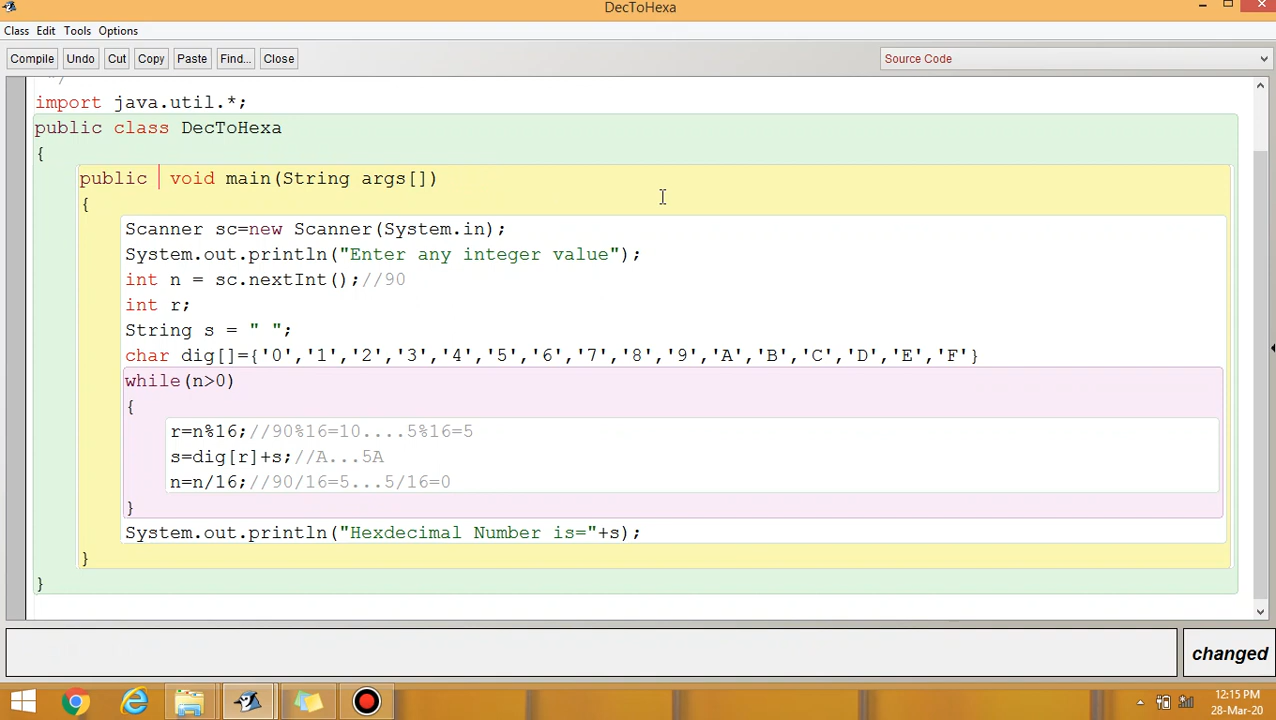 DecToHexa
Class Edit Tools Options
Compile Undo Cut Copy Paste Find... Close Source Code
*/
import java.util.*;
public class DecToHexa
{
public void main(String args[])
{
Scanner sc=new Scanner(System.in);
System.out.println("Enter any integer value");
int n = sc.nextInt();//90
int r;
String s = " ";
char dig[]={'0','1','2','3','4','5','6','7','8','9','A','B','C','D','E','F'}
while(n>0)
{
r=n%16;//90%16=10....5%16=5
s=dig[r]+s;//A...5A
n=n/16;//90/16=5...5/16=0
}
System.out.println("Hexdecimal Number is="+s);
}
}
changed
12:15 PM
28-Mar-20